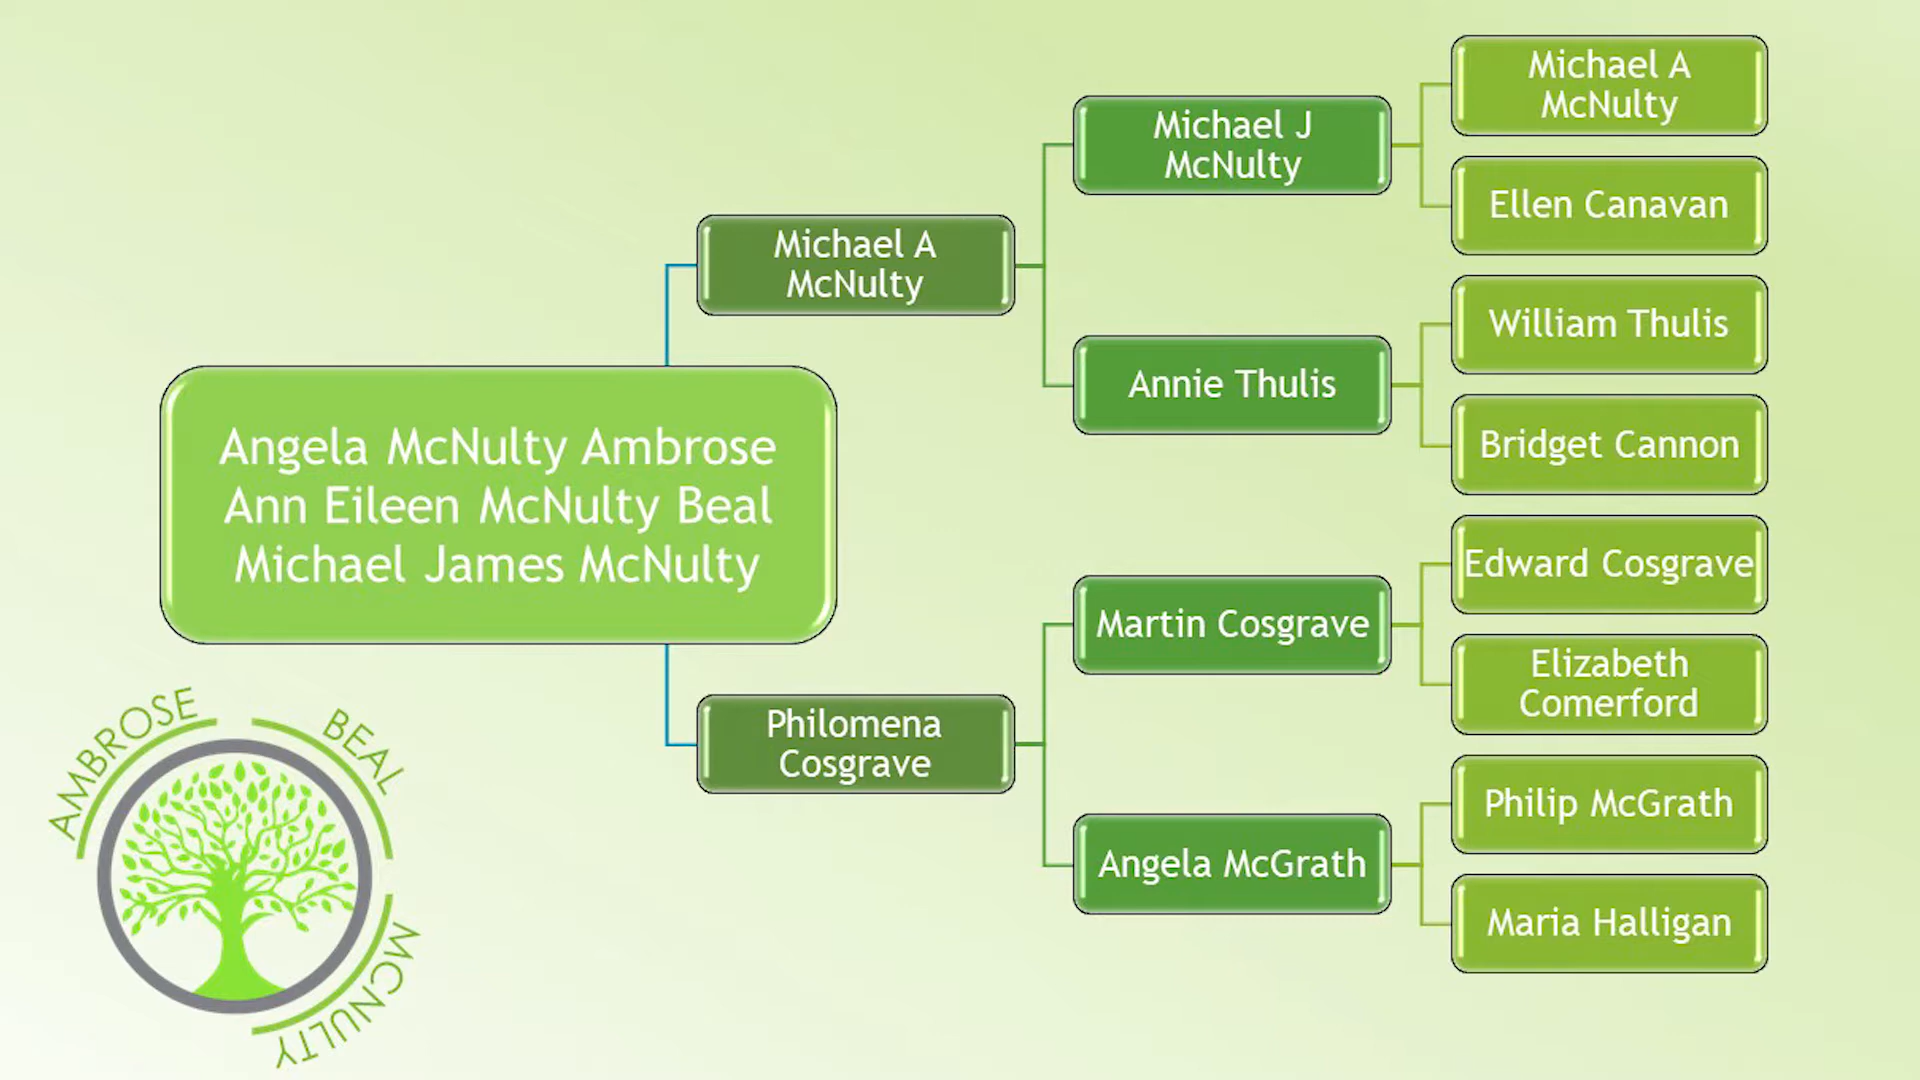 Michael A
McNulty
Michael J
McNulty
Ellen Canavan
Michael A
McNulty
William Thulis
Annie Thulis
Bridget Cannon
Angela McNulty Ambrose
Ann Eileen McNulty Beal
Michael James McNulty
Edward Cosgrave
Martin Cosgrave
Elizabeth
Comerford
Philomena
Cosgrave
Philip McGrath
Angela McGrath
Maria Halligan
AMBROSE
BEAL
MCNULTY